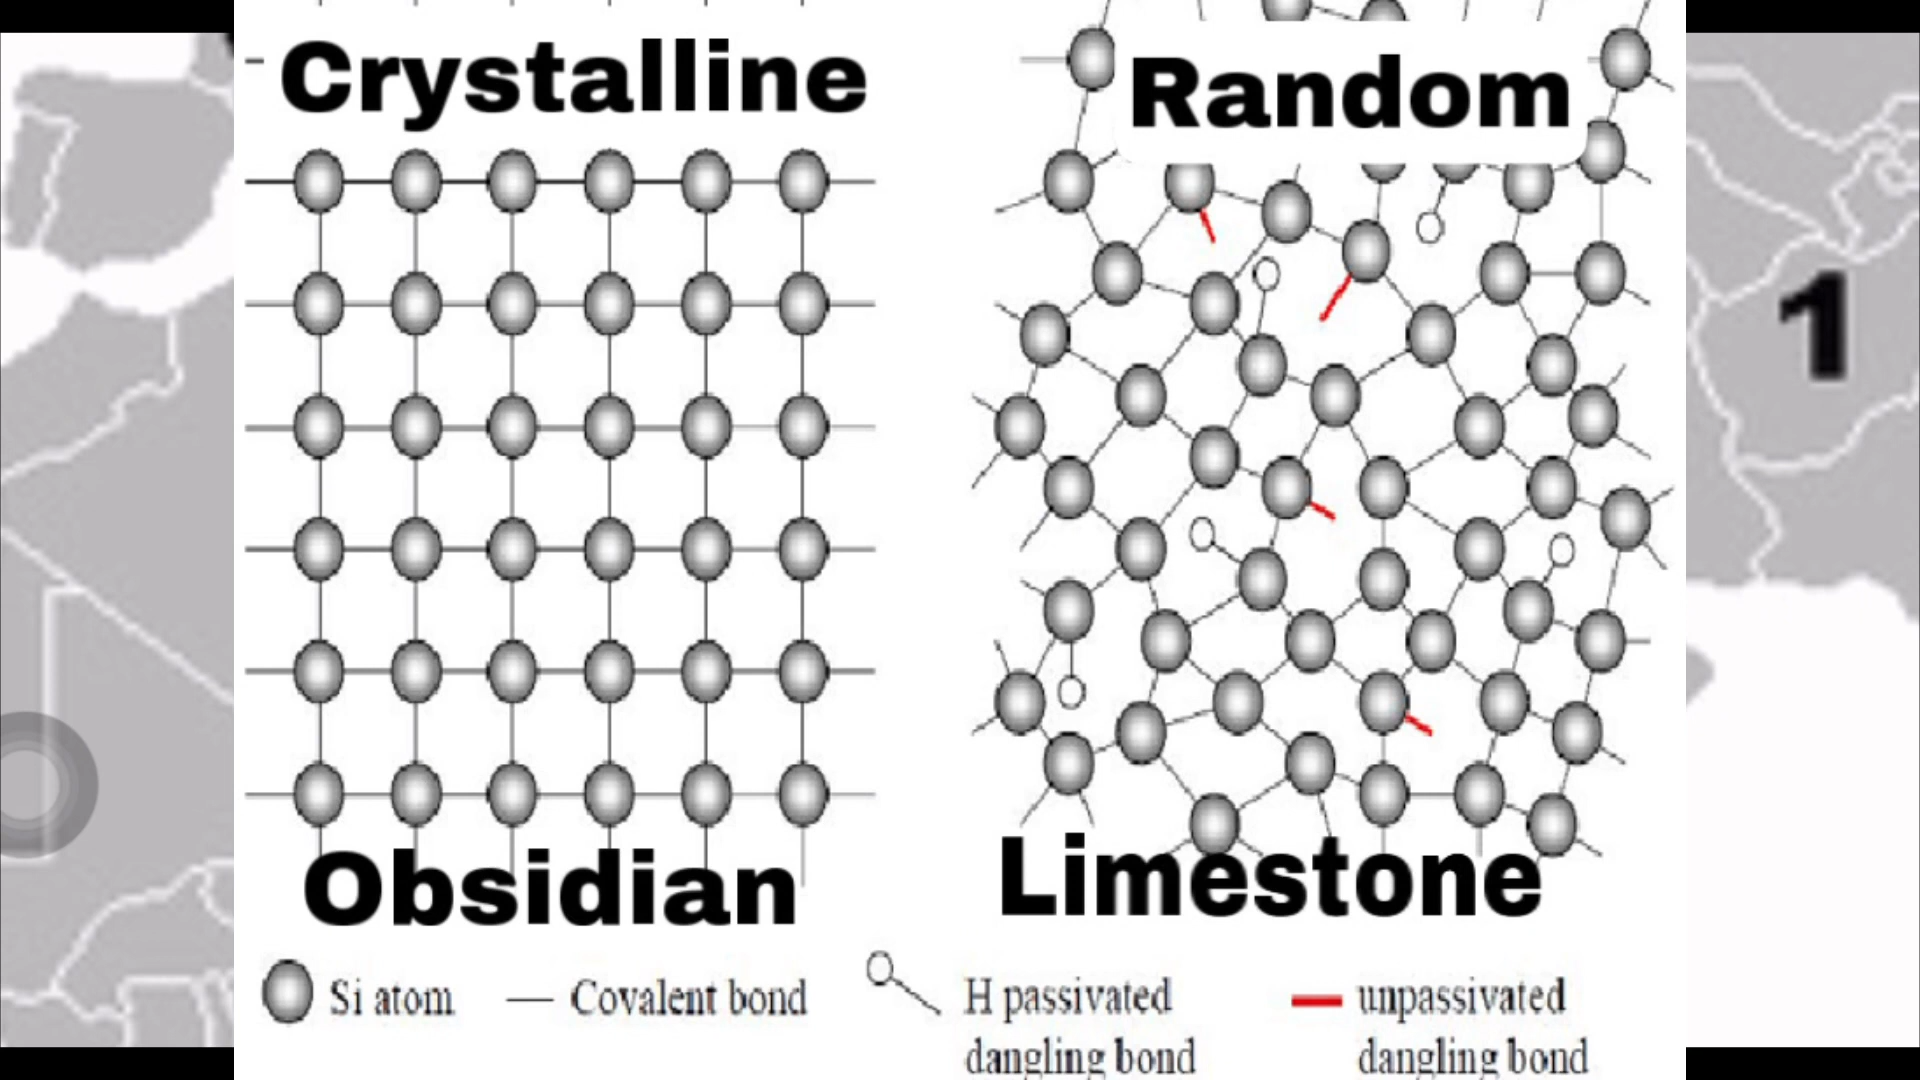 Crystalline
Random
1
Obsidian
Limestone
Si atom
Covalent bond
H passivated
dangling bond
unpassivated
dangling bond